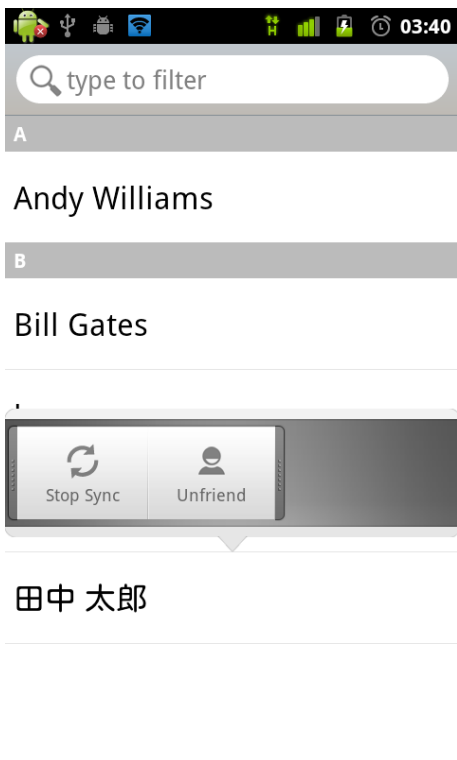 H 03:40
type to filter
A
Andy Williams
B
Bill Gates
Stop Sync Unfriend
田中 太郎